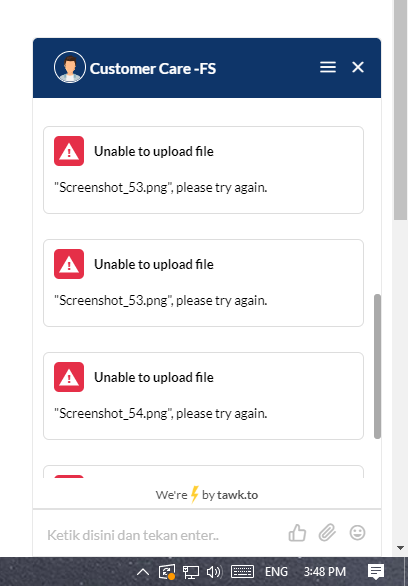 Customer Care -FS
Unable to upload file
"Screenshot_53.png", please try again.
Unable to upload file
"Screenshot_53.png", please try again.
Unable to upload file
"Screenshot_54.png", please try again.
We're by tawk.to
Ketik disini dan tekan enter..
ENG 3:48 PM